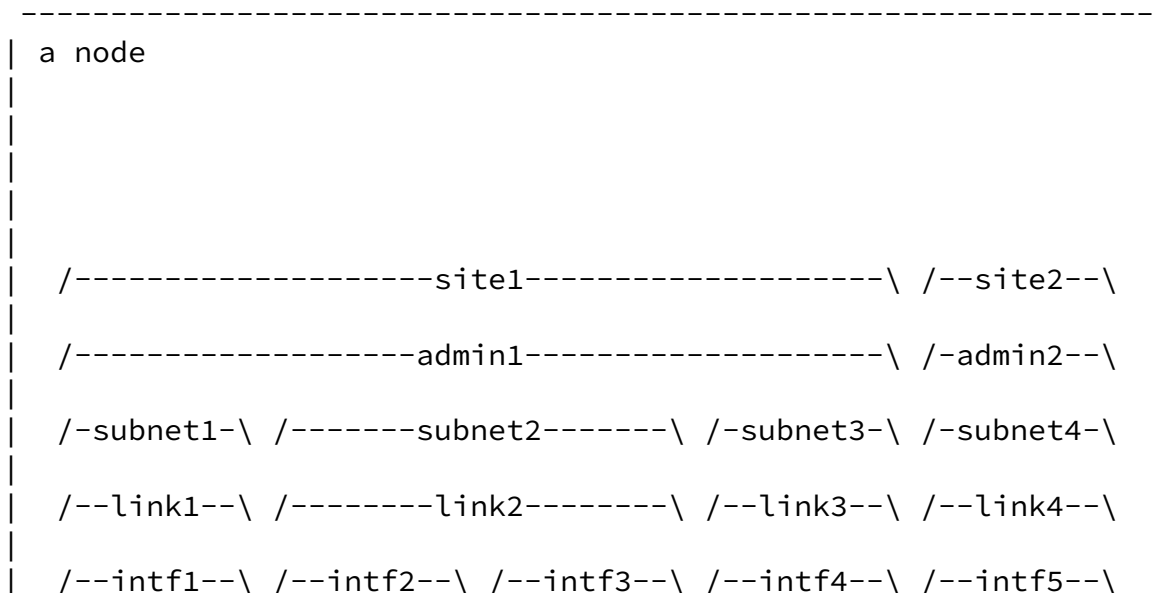 ---------------------------------------------------------------
| a node
|
|
|
|
|
|  /--------------------site1--------------------\ /--site2--\
|
|  /-------------------admin1--------------------\ /-admin2--\
|
|  /-subnet1-\ /-------subnet2-------\ /-subnet3-\ /-subnet4-\
|
|  /--link1--\ /--------link2--------\ /--link3--\ /--link4--\
|
|  /--intf1--\ /--intf2--\ /--intf3--\ /--intf4--\ /--intf5--\